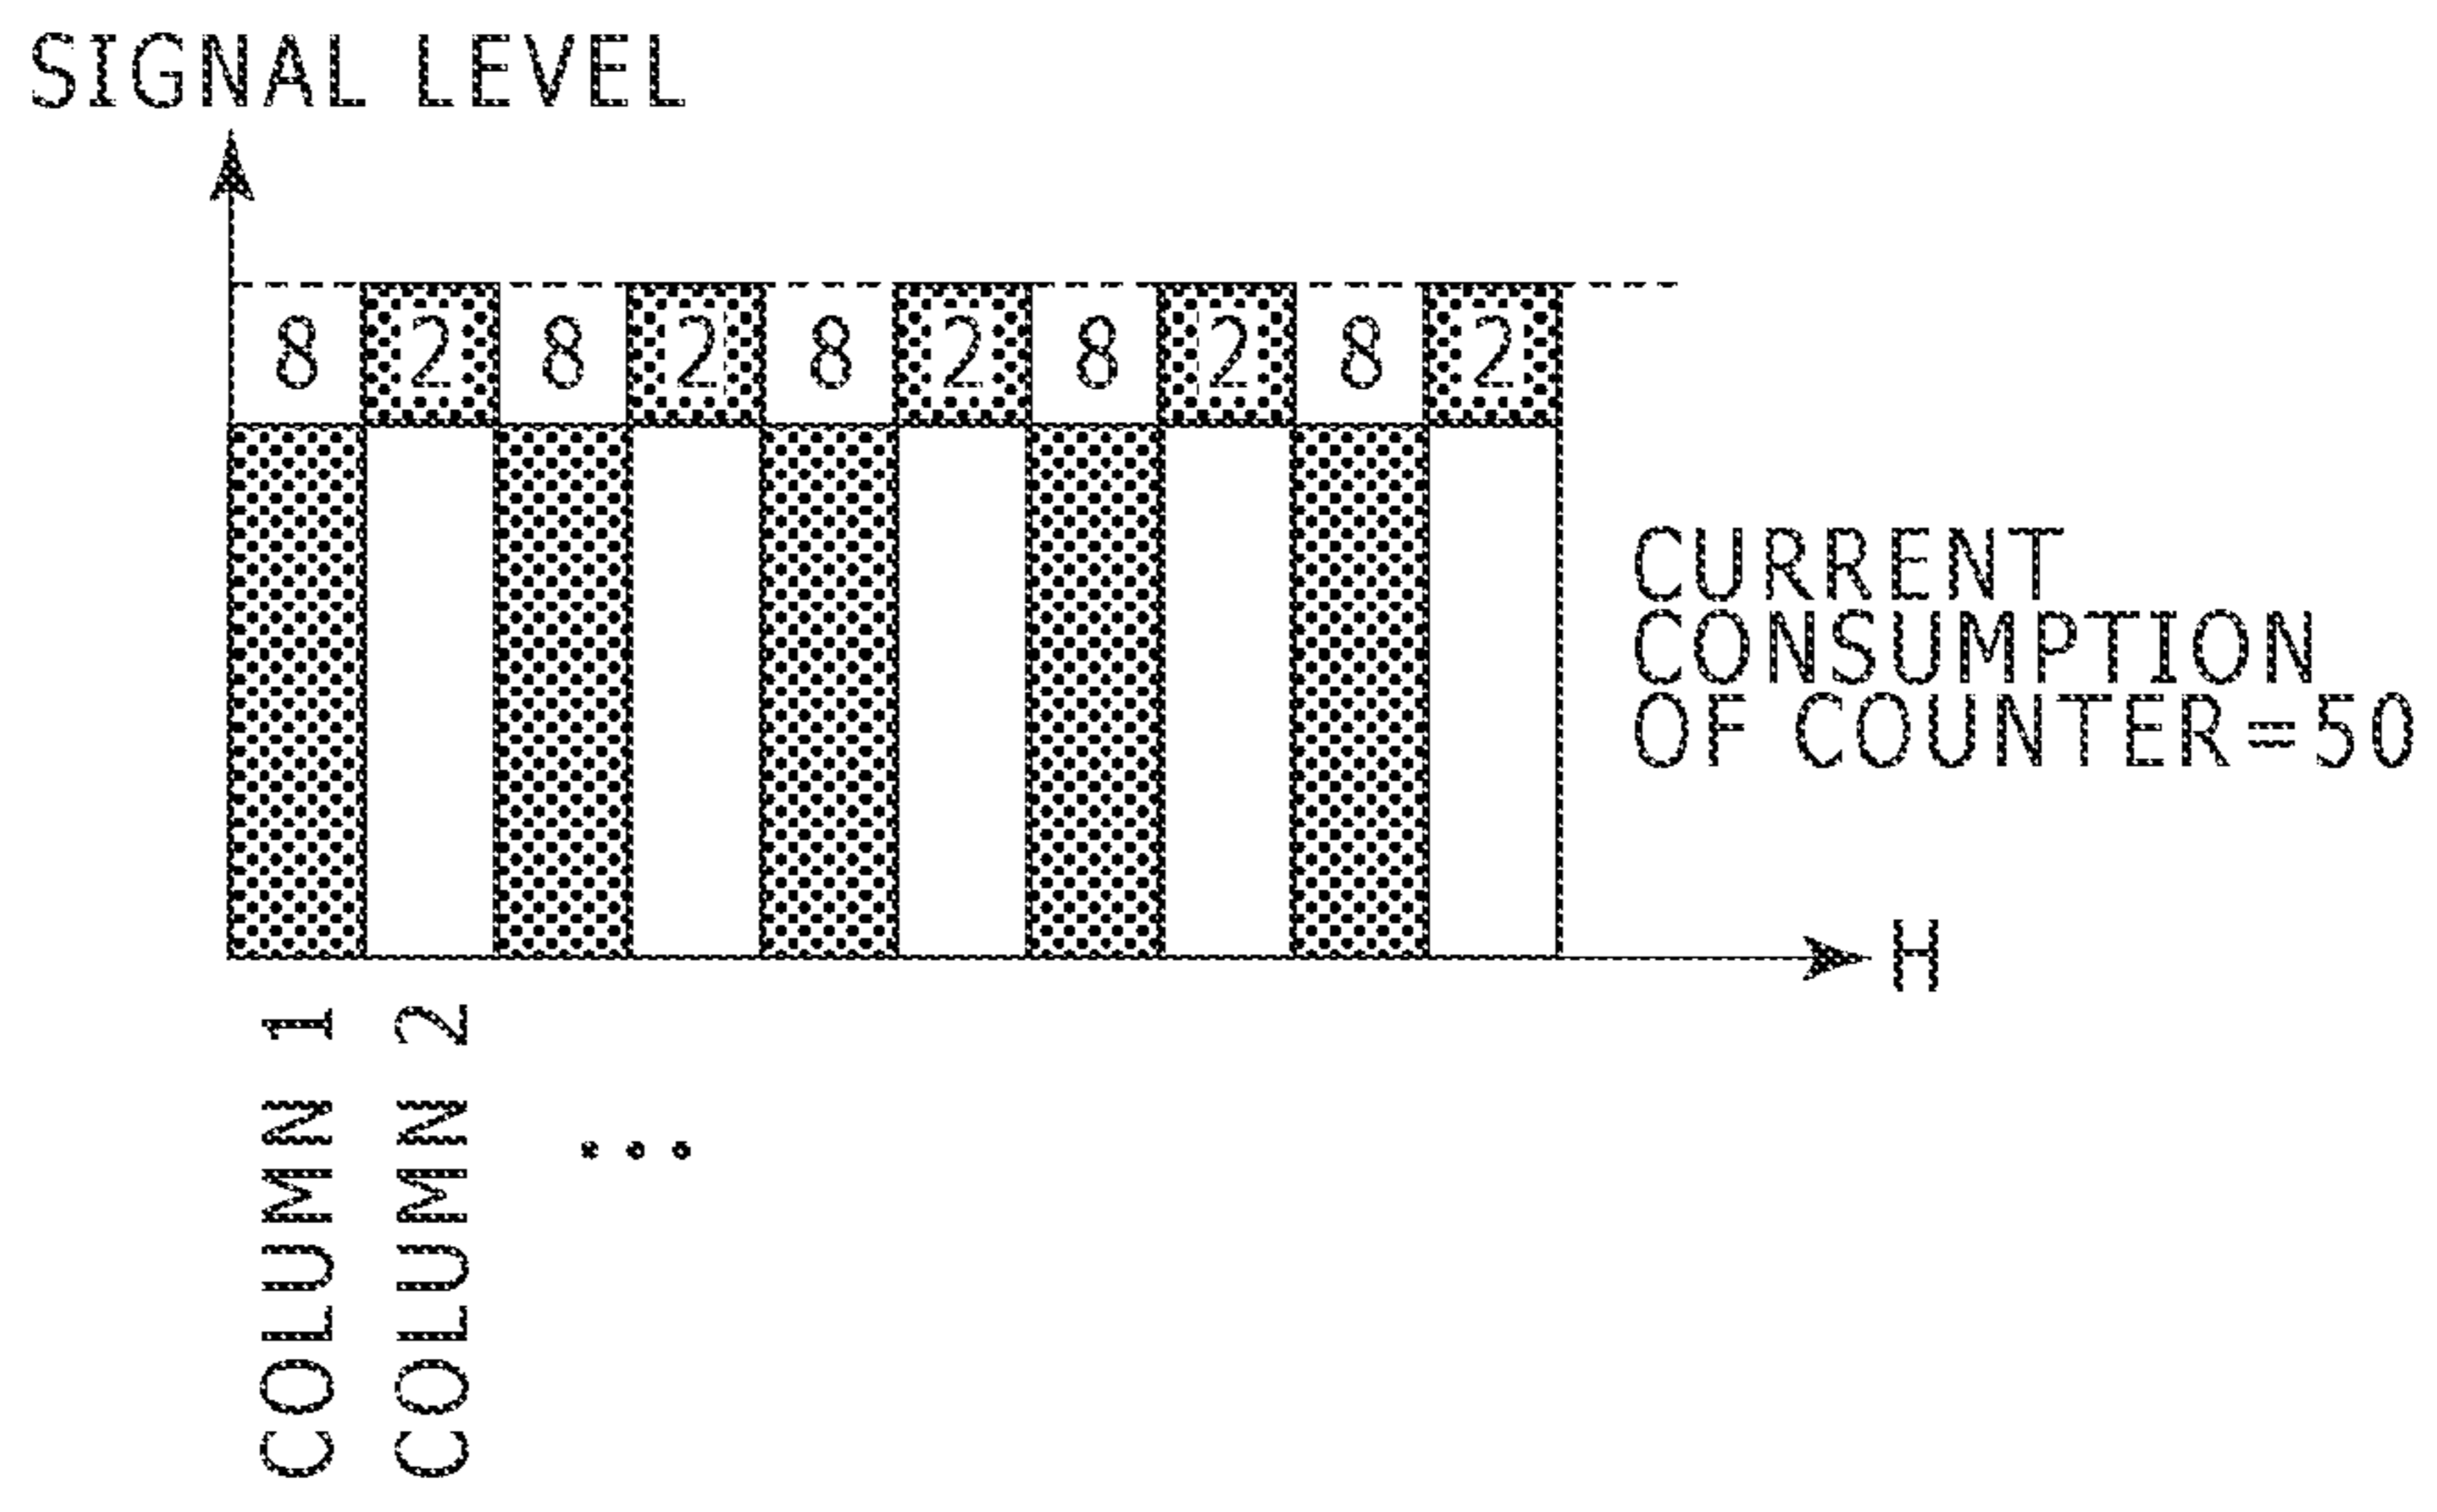 SIGNAL LEVEL
8 2 8 2 8 2 8 2 8 2
CURRENT
CONSUMPTION
OF COUNTER=50
H
COLUMN 1
COLUMN 2
...